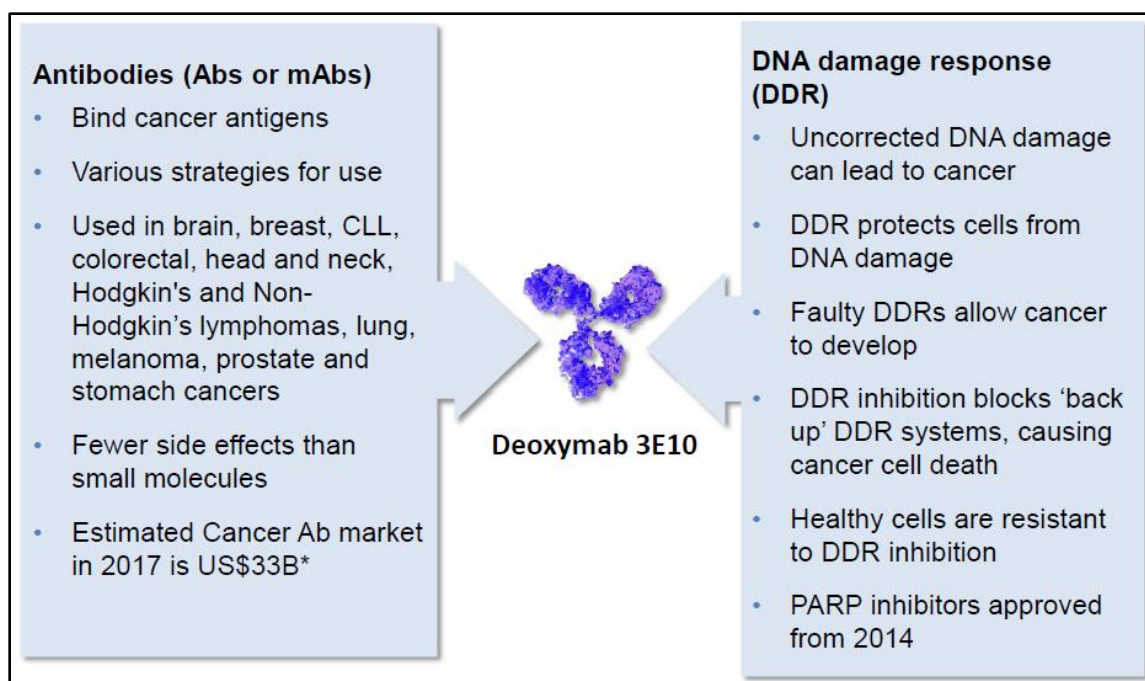 Antibodies (Abs or mAbs)
• Bind cancer antigens
• Various strategies for use
• Used in brain, breast, CLL,
colorectal, head and neck,
Hodgkin's and Non-
Hodgkin’s lymphomas, lung,
melanoma, prostate and
stomach cancers
• Fewer side effects than
small molecules
• Estimated Cancer Ab market
in 2017 is US$33B*
Deoxymab 3E10
DNA damage response
(DDR)
• Uncorrected DNA damage
can lead to cancer
• DDR protects cells from
DNA damage
• Faulty DDRs allow cancer
to develop
• DDR inhibition blocks ‘back
up’ DDR systems, causing
cancer cell death
• Healthy cells are resistant
to DDR inhibition
• PARP inhibitors approved
from 2014